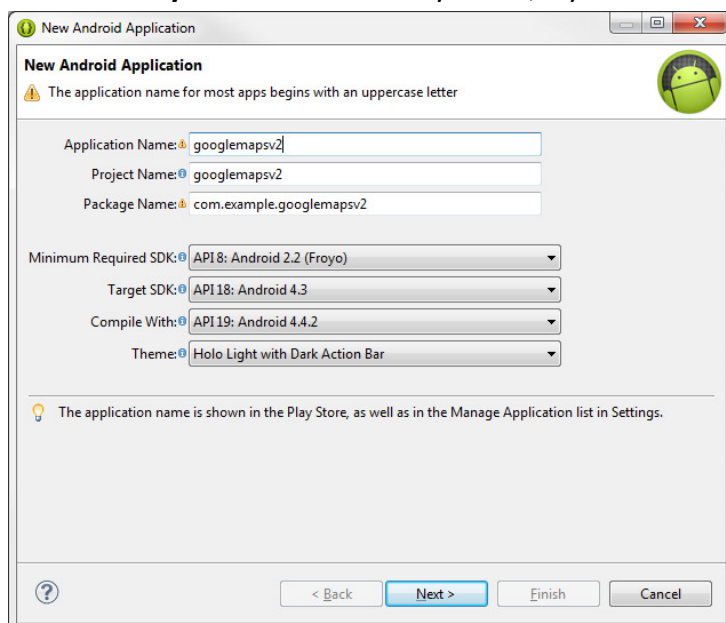 New Android Application
New Android Application
The application name for most apps begins with an uppercase letter
Application Name: googlemapsv2
Project Name: googlemapsv2
Package Name: com.example.googlemapsv2
Minimum Required SDK: API 8: Android 2.2 (Froyo)
Target SDK: API 18: Android 4.3
Compile With: API 19: Android 4.4.2
Theme: Holo Light with Dark Action Bar
The application name is shown in the Play Store, as well as in the Manage Application list in Settings.
< Back Next > Finish Cancel